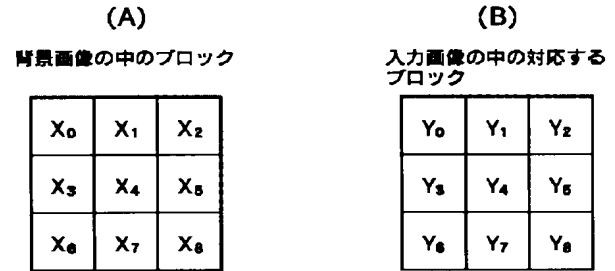 (A)
背景画像の中のブロック
X₀ X₁ X₂
X₃ X₄ X₅
X₆ X₇ X₈
(B)
入力画像の中の対応する
ブロック
Y₀ Y₁ Y₂
Y₃ Y₄ Y₅
Y₆ Y₇ Y₈